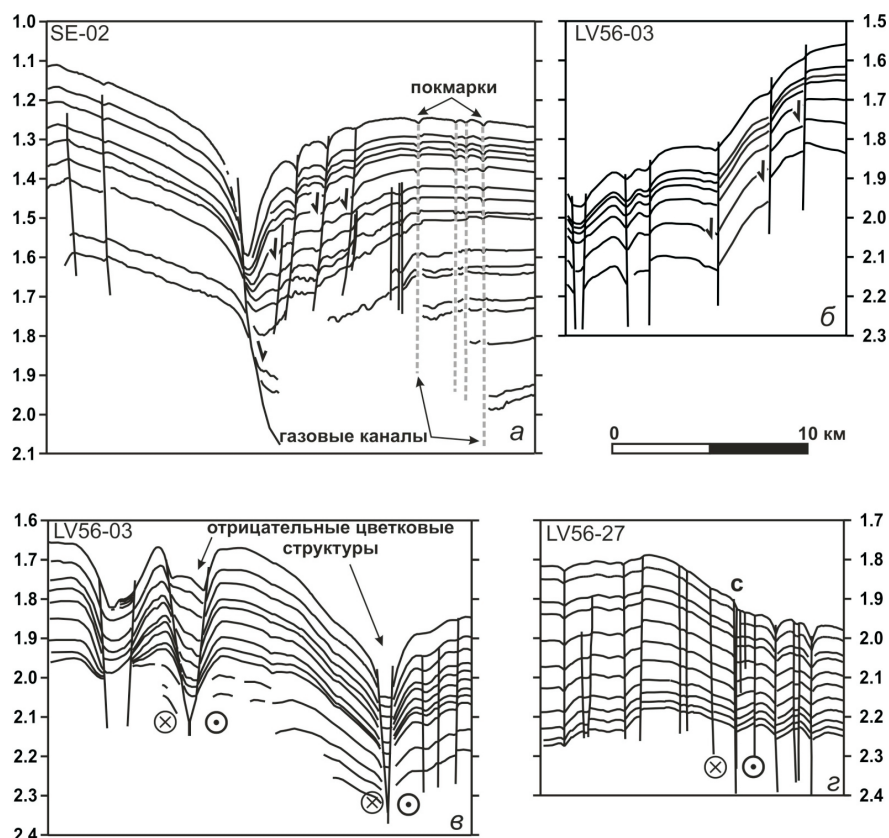 SE-02
1.0
1.1
1.2
1.3
1.4
1.5
1.6
1.7
1.8
1.9
2.0
2.1
покмарки
газовые каналы
а
LV56-03
1.5
1.6
1.7
1.8
1.9
2.0
2.1
2.2
2.3
б
0
10 км
LV56-03
1.6
1.7
1.8
1.9
2.0
2.1
2.2
2.3
2.4
отрицательные цветковые
структуры
в
LV56-27
1.7
1.8
1.9
2.0
2.1
2.2
2.3
2.4
с
г